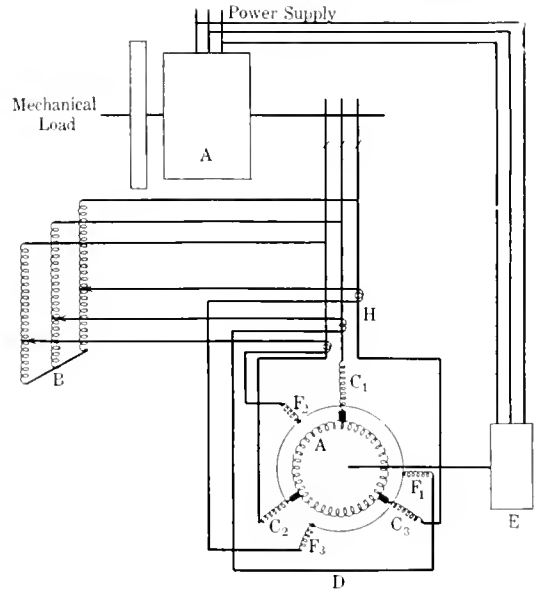 Power Supply
Mechanical
Load
A
H
B
C1
F2
A
F1
E
C2
C3
F3
D